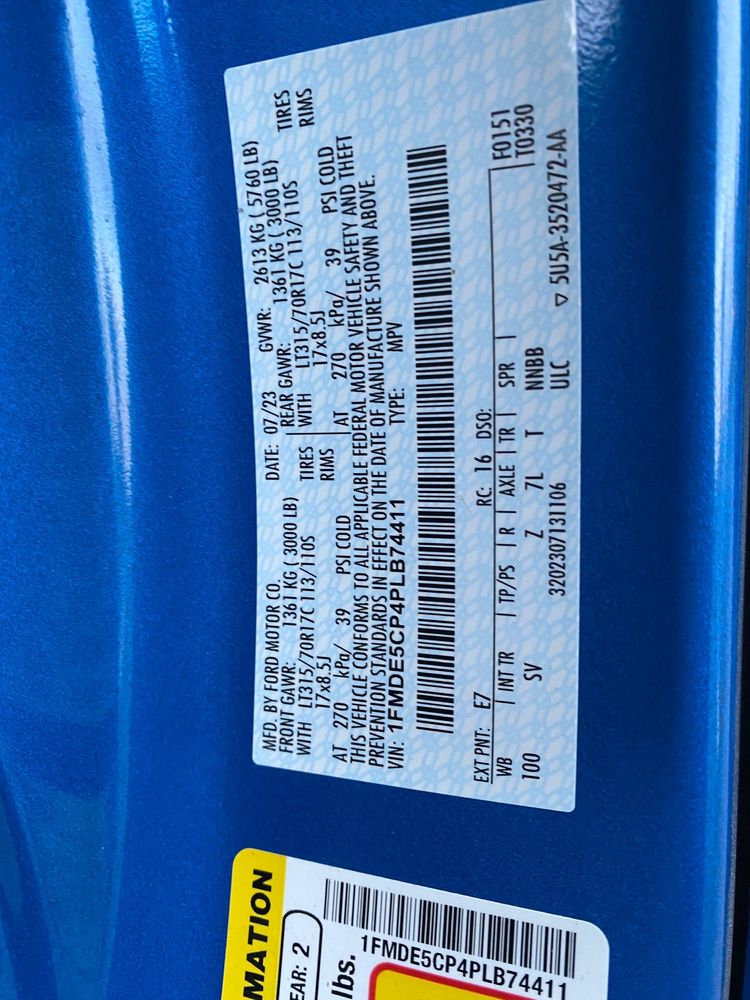 MFD. BY FORD MOTOR CO.
DATE: 07/23 GVWR: 2613 KG ( 5760 LB)
FRONT GAWR: 1361 KG ( 3000 LB) REAR GAWR: 1361 KG ( 3000 LB)
WITH LT315/70R17C 113/110S TIRES WITH LT315/70R17C 113/110S TIRES
17x8.5J RIMS 17x8.5J RIMS
AT 270 kPa/ 39 PSI COLD AT 270 kPa/ 39 PSI COLD
THIS VEHICLE CONFORMS TO ALL APPLICABLE FEDERAL MOTOR VEHICLE SAFETY AND THEFT
PREVENTION STANDARDS IN EFFECT ON THE DATE OF MANUFACTURE SHOWN ABOVE.
VIN: 1FMDE5CP4PLB74411 TYPE: MPV
EXT PNT: E7 RC: 16 DSO: F0151
WB INT TR TP/PS R AXLE TR SPR T0330
100 SV Z 7L T NNBB
3202307131106 ULC ▽ 5U5A-3520472-AA
MATION
EAR: 2
lbs.
1FMDE5CP4PLB74411